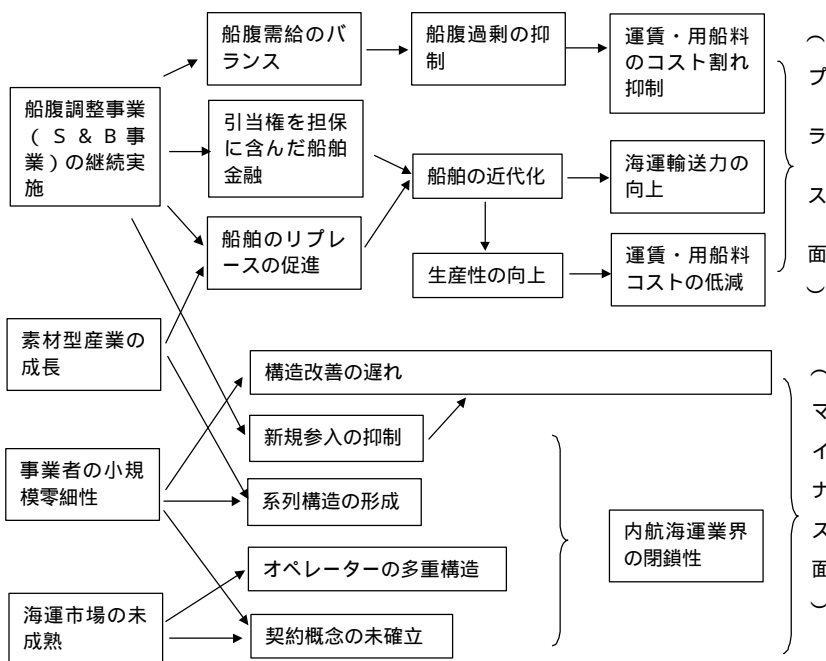 船腹調整事業
(S&B事
業)の継続実
施
素材型産業の
成長
事業者の小規
模零細性
海運市場の未
成熟
船腹需給のバ
ランス
引当権を担保
に含んだ船舶
金融
船舶のリプレ
ースの促進
船腹過剰の抑
制
船舶の近代化
生産性の向上
運賃・用船料
のコスト割れ
抑制
海運輸送力の
向上
運賃・用船料
コストの低減
(プラス面)
構造改善の遅れ
新規参入の抑制
系列構造の形成
オペレーターの多重構造
契約概念の未確立
内航海運業界
の閉鎖性
(マイナス面)